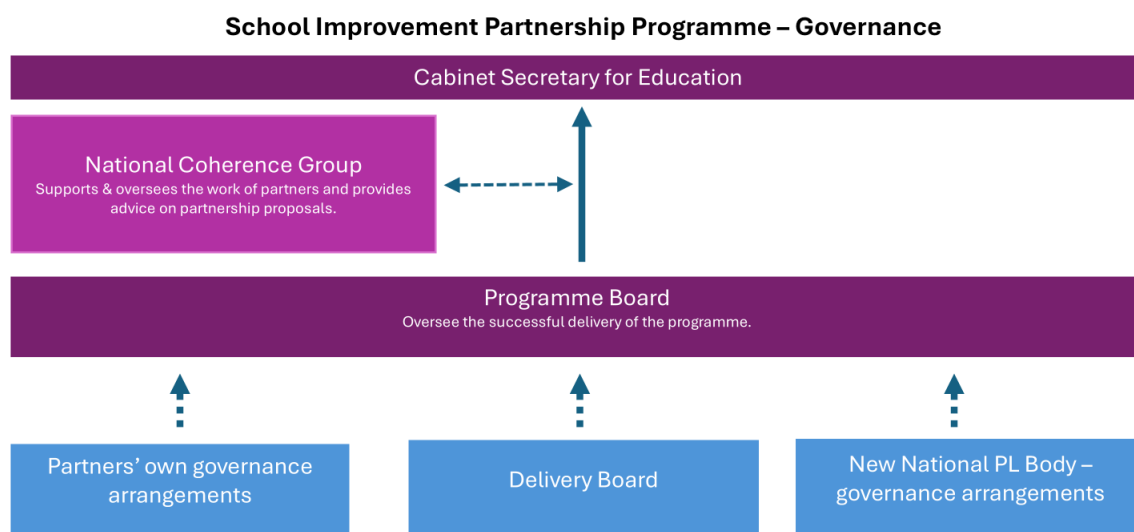 School Improvement Partnership Programme – Governance
Cabinet Secretary for Education
National Coherence Group
Supports & oversees the work of partners and provides
advice on partnership proposals.
Programme Board
Oversee the successful delivery of the programme.
Partners’ own governance
arrangements
Delivery Board
New National PL Body –
governance arrangements